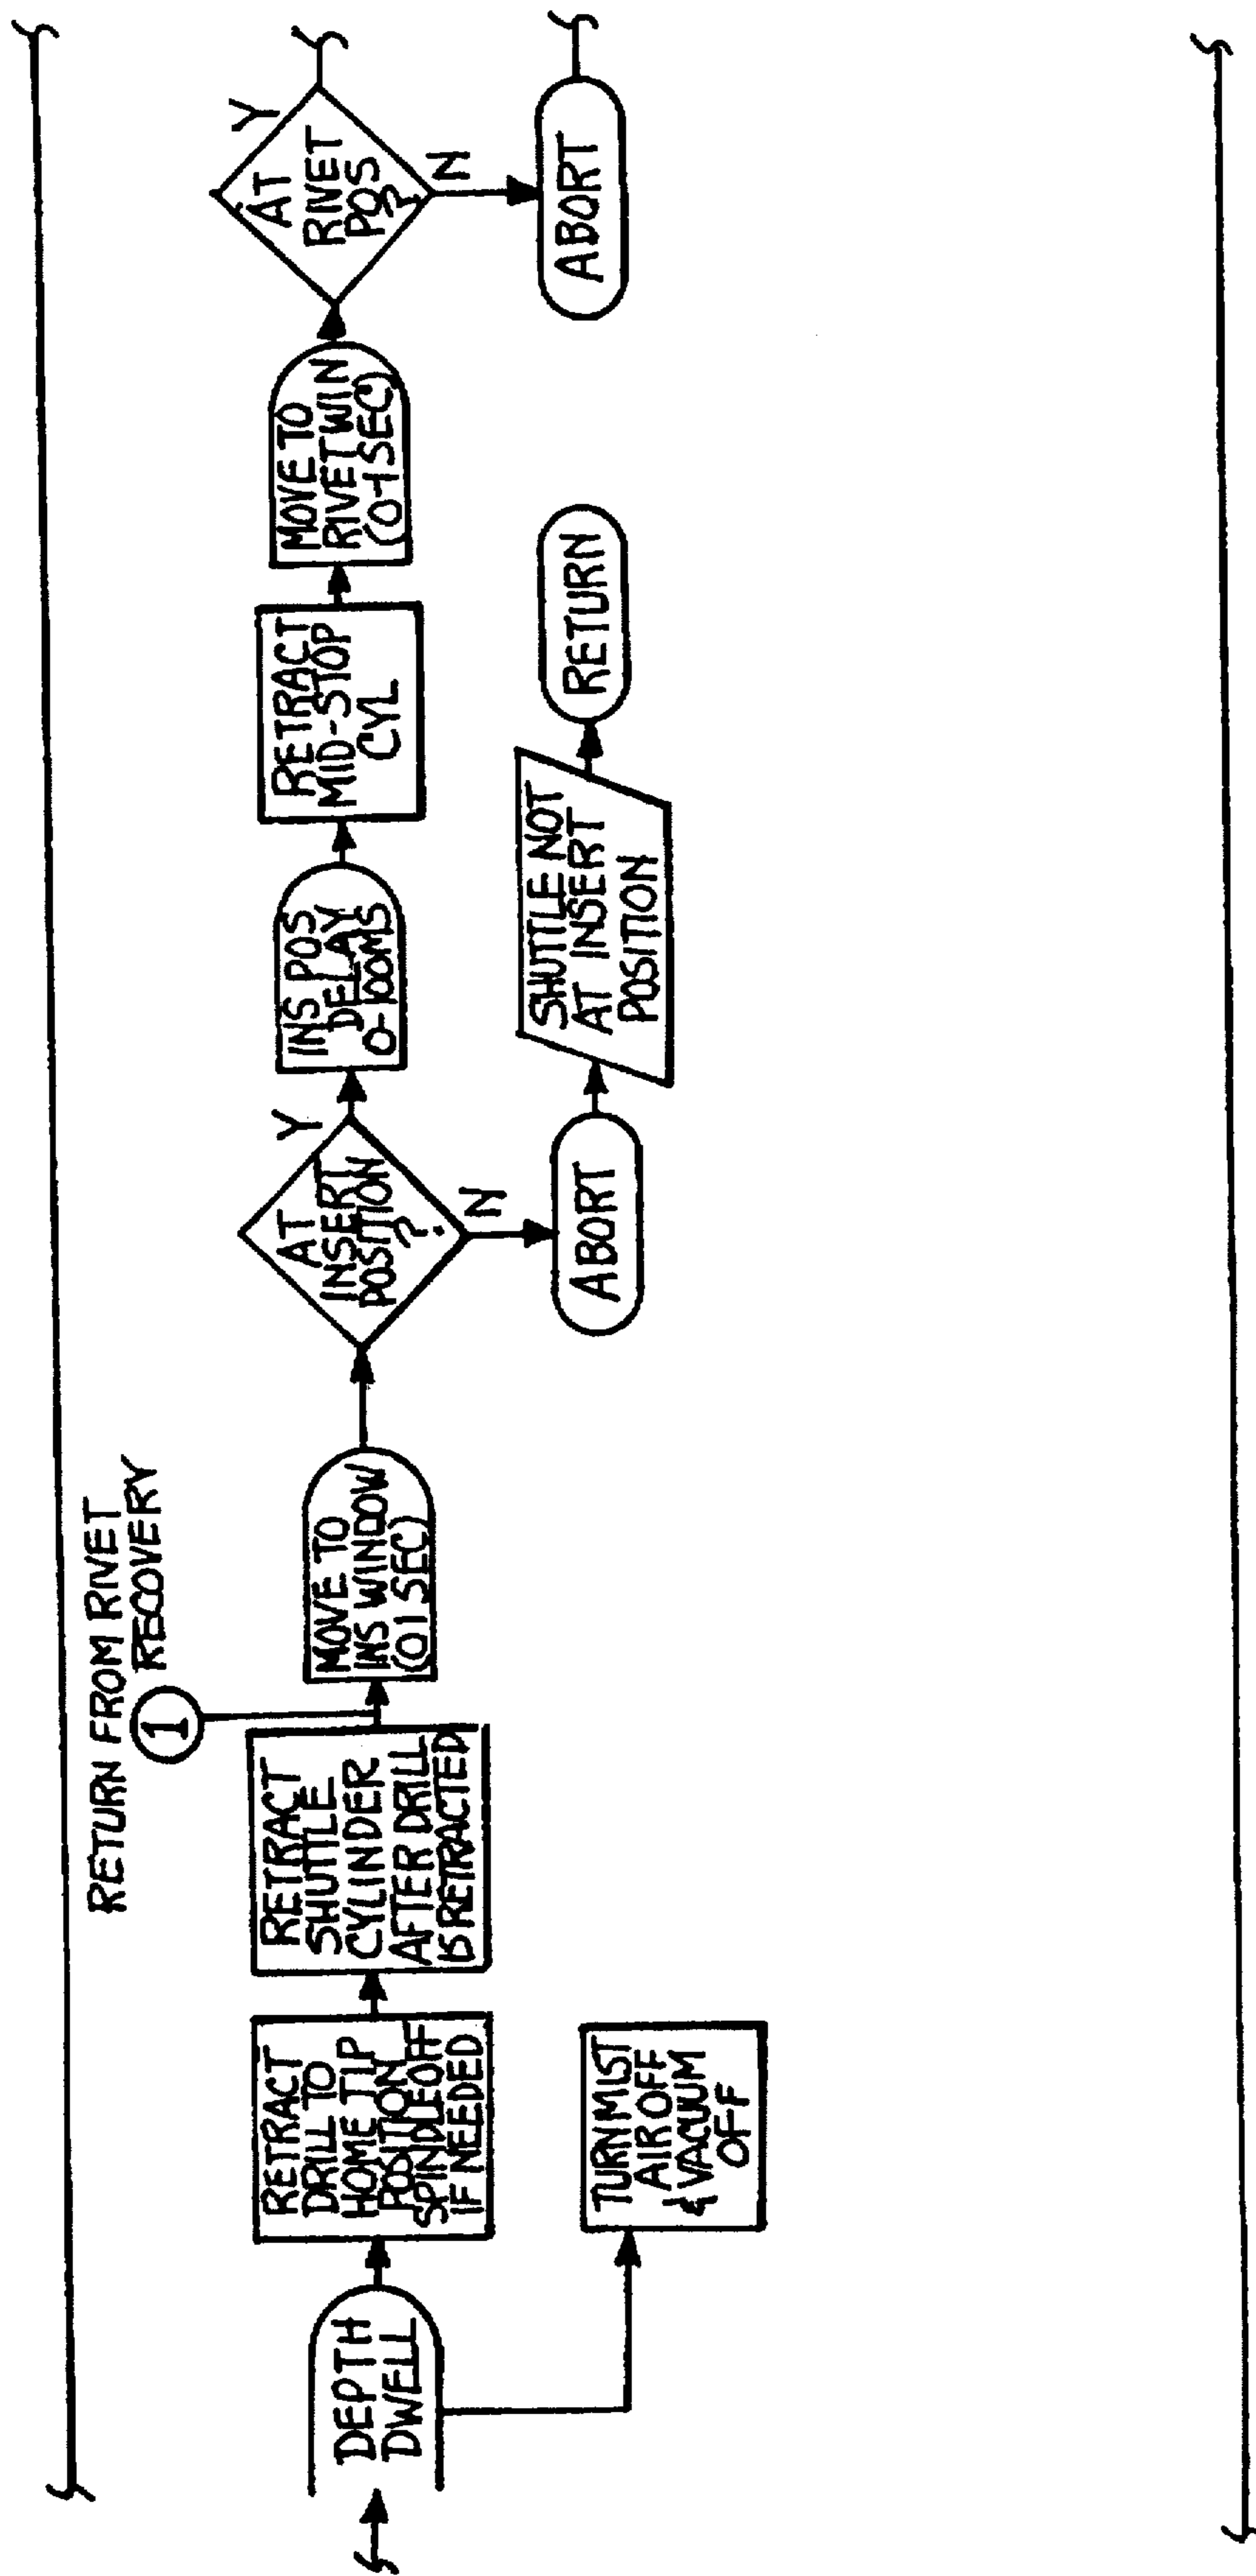 DEPTH
DWELL
RETRACT
DRILL TO
HOME TIP
POSITION
SPINDLE OFF
IF NEEDED
TURN MIST
AIR OFF
& VACUUM
OFF
RETRACT
SHUTTLE
CYLINDER
AFTER DRILL
IS RETRACTED
RETURN FROM RIVET
RECOVERY
1
MOVE TO
INS WINDOW
(01 SEC)
AT
INSERT
POSITION
?
Y
N
ABORT
SHUTTLE NOT
AT INSERT
POSITION
RETURN
INS POS
DELAY
0-100MS
RETRACT
MID-STOP
CYL
MOVE TO
RIVET WIN
(0-1 SEC)
AT
RIVET
POS
?
Y
N
ABORT